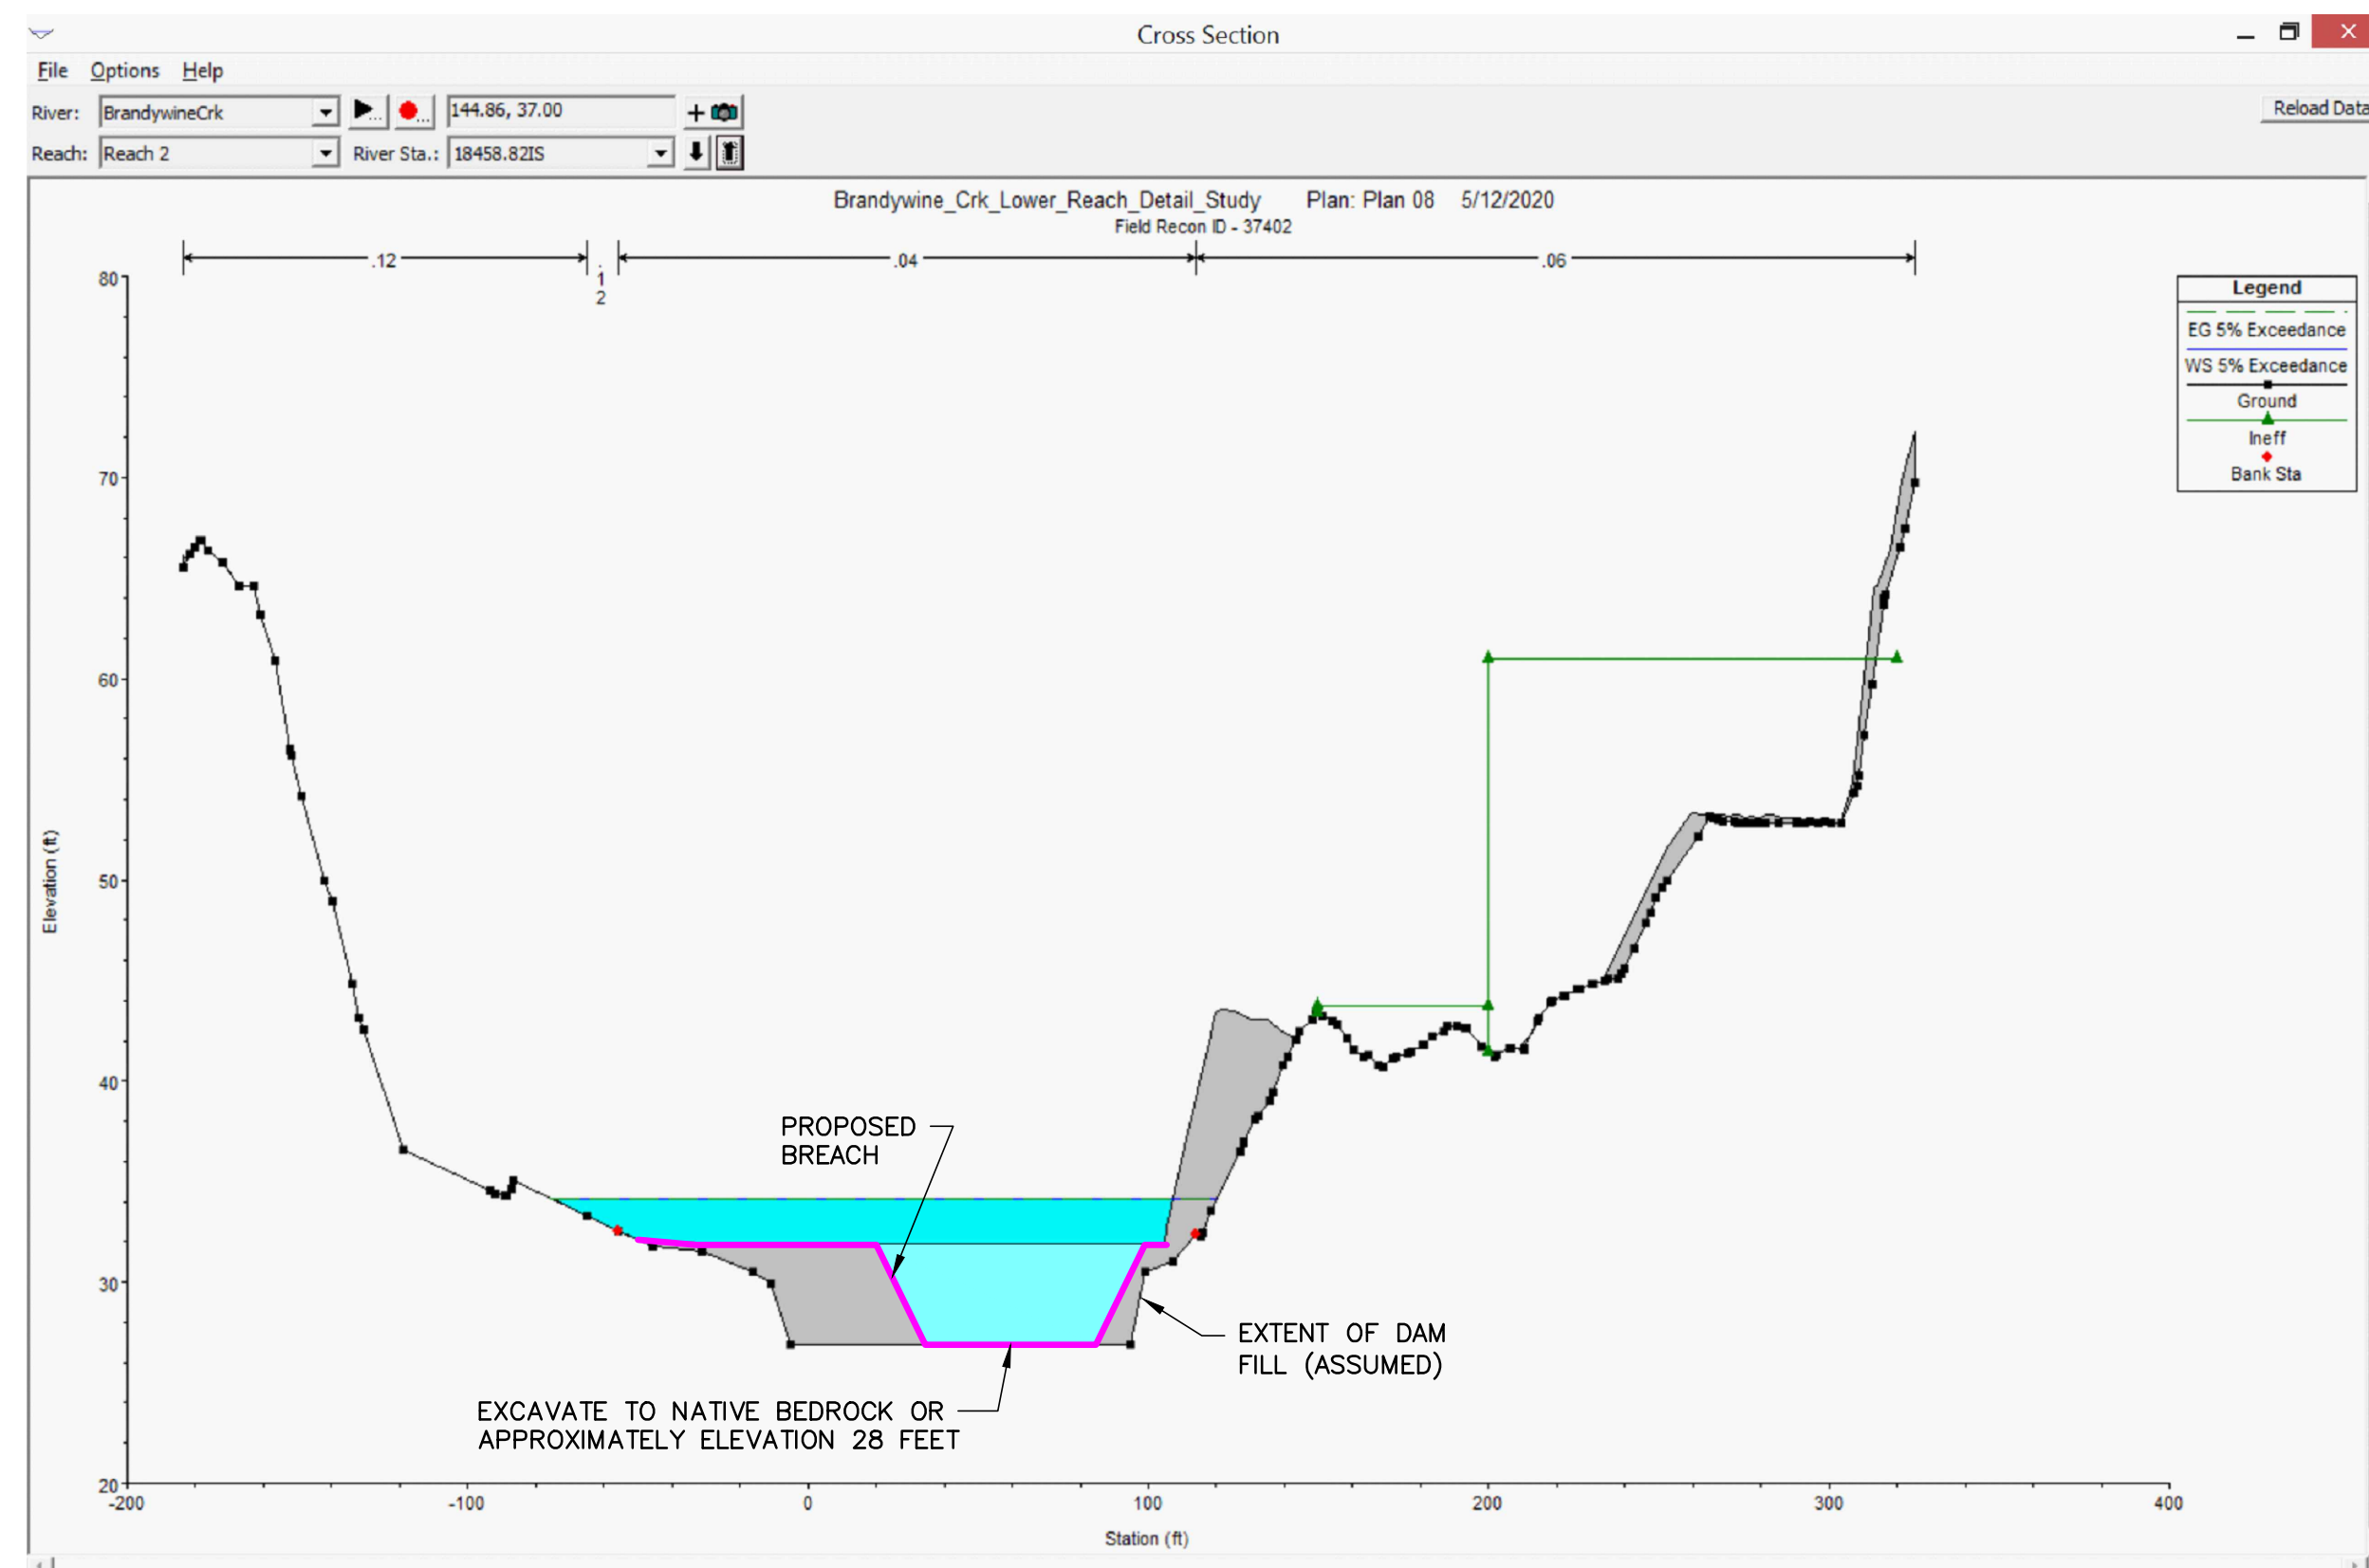 Cross Section
File Options Help
River: BrandywineCrk ... ... 144.86, 37.00 + Reload Data
Reach: Reach 2 River Sta.: 18458.82IS
Brandywine_Crk_Lower_Reach_Detail_Study Plan: Plan 08 5/12/2020
Field Recon ID - 37402
.12
.
1
2
.04
.06
Legend
EG 5% Exceedance
WS 5% Exceedance
Ground
Ineff
Bank Sta
80
70
60
50
40
30
20
Elevation (ft)
PROPOSED
BREACH
EXTENT OF DAM
FILL (ASSUMED)
EXCAVATE TO NATIVE BEDROCK OR
APPROXIMATELY ELEVATION 28 FEET
-200 -100 0 100 200 300 400
Station (ft)